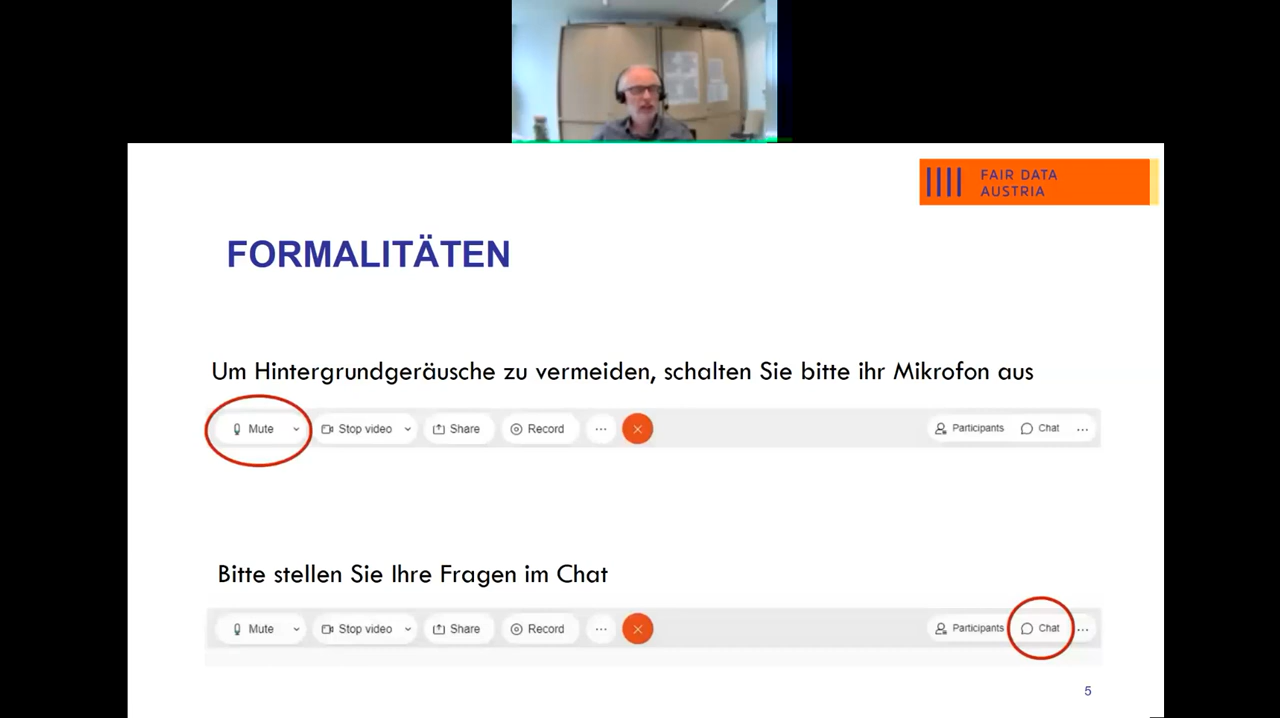 FAIR DATA
AUSTRIA
FORMALITÄTEN
Um Hintergrundgeräusche zu vermeiden, schalten Sie bitte ihr Mikrofon aus
Mute Stop video Share Record ... Participants Chat ...
Bitte stellen Sie Ihre Fragen im Chat
Mute Stop video Share Record ... Participants Chat ...
5